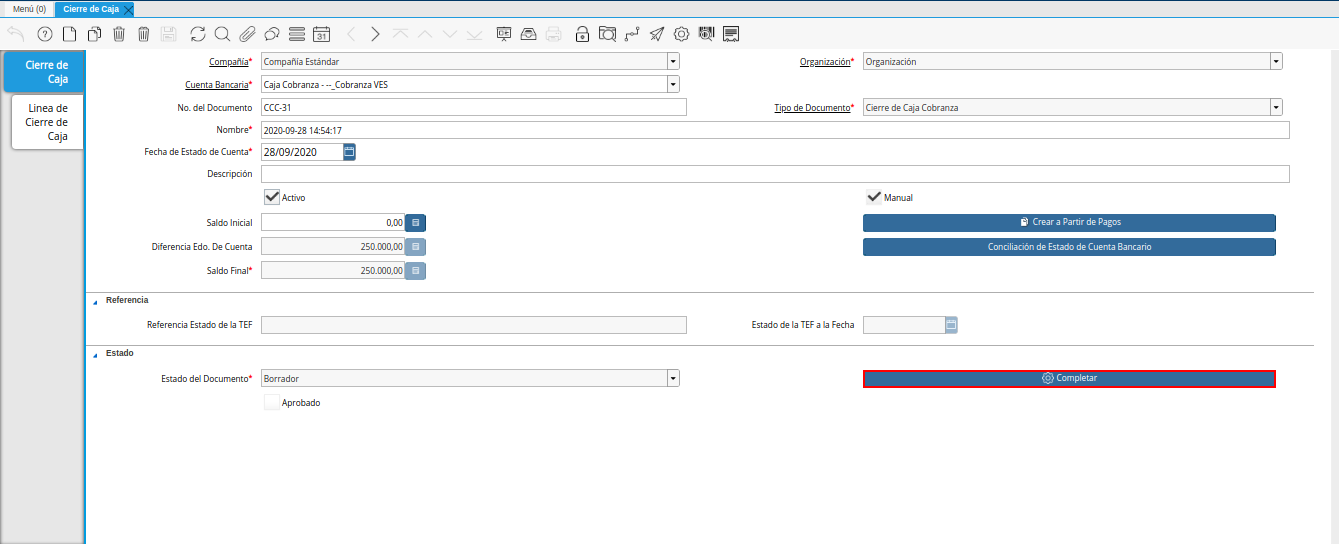 Menú (0)
Cierre de Caja
31
Cierre de
Caja
Linea de
Cierre de
Caja
Compañía* Compañía Estándar Organización* Organización
Cuenta Bancaria* Caja Cobranza - --_Cobranza VES
No. del Documento CCC-31 Tipo de Documento* Cierre de Caja Cobranza
Nombre* 2020-09-28 14:54:17
Fecha de Estado de Cuenta* 28/09/2020
Descripción
Activo Manual
Saldo Inicial 0,00 Crear a Partir de Pagos
Diferencia Edo. De Cuenta 250.000,00 Conciliación de Estado de Cuenta Bancario
Saldo Final* 250.000,00
Referencia
Referencia Estado de la TEF Estado de la TEF a la Fecha
Estado
Estado del Documento* Borrador Completar
Aprobado